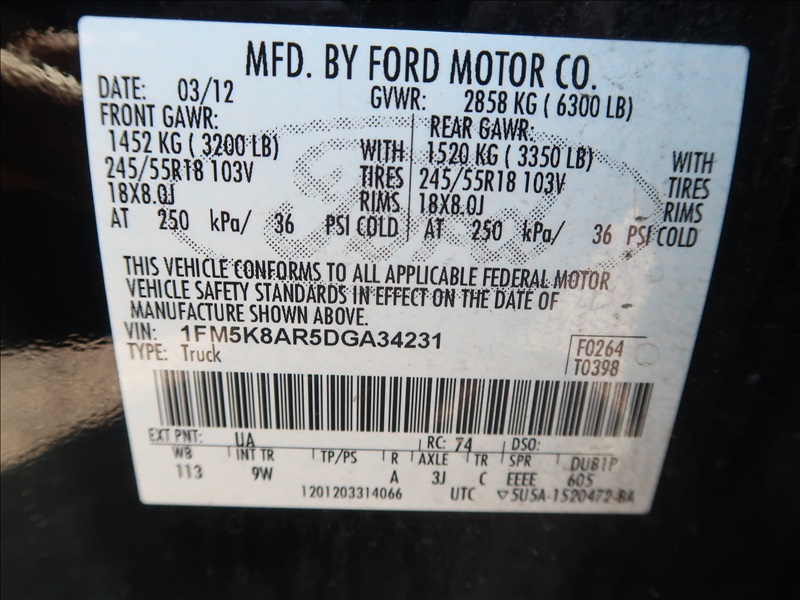 MFD. BY FORD MOTOR CO.
DATE: 03/12 GVWR: 2858 KG ( 6300 LB)
FRONT GAWR: REAR GAWR:
1452 KG ( 3200 LB) WITH 1520 KG ( 3350 LB) WITH
245/55R18 103V TIRES 245/55R18 103V TIRES
18X8.0J RIMS 18X8.0J RIMS
AT 250 kPa/ 36 PSI COLD AT 250 kPa/ 36 PSI COLD
THIS VEHICLE CONFORMS TO ALL APPLICABLE FEDERAL MOTOR
VEHICLE SAFETY STANDARDS IN EFFECT ON THE DATE OF
MANUFACTURE SHOWN ABOVE.
VIN: 1FM5K8AR5DGA34231
TYPE: Truck
F0264
T0398
EXT PNT: UA RC: 74 DSO:
WB INT TR TP/PS R AXLE TR SPR DUB1P
113 9W A 3J C EEEE 605
1201203314066 UTC ▽5U5A-1520472-BA